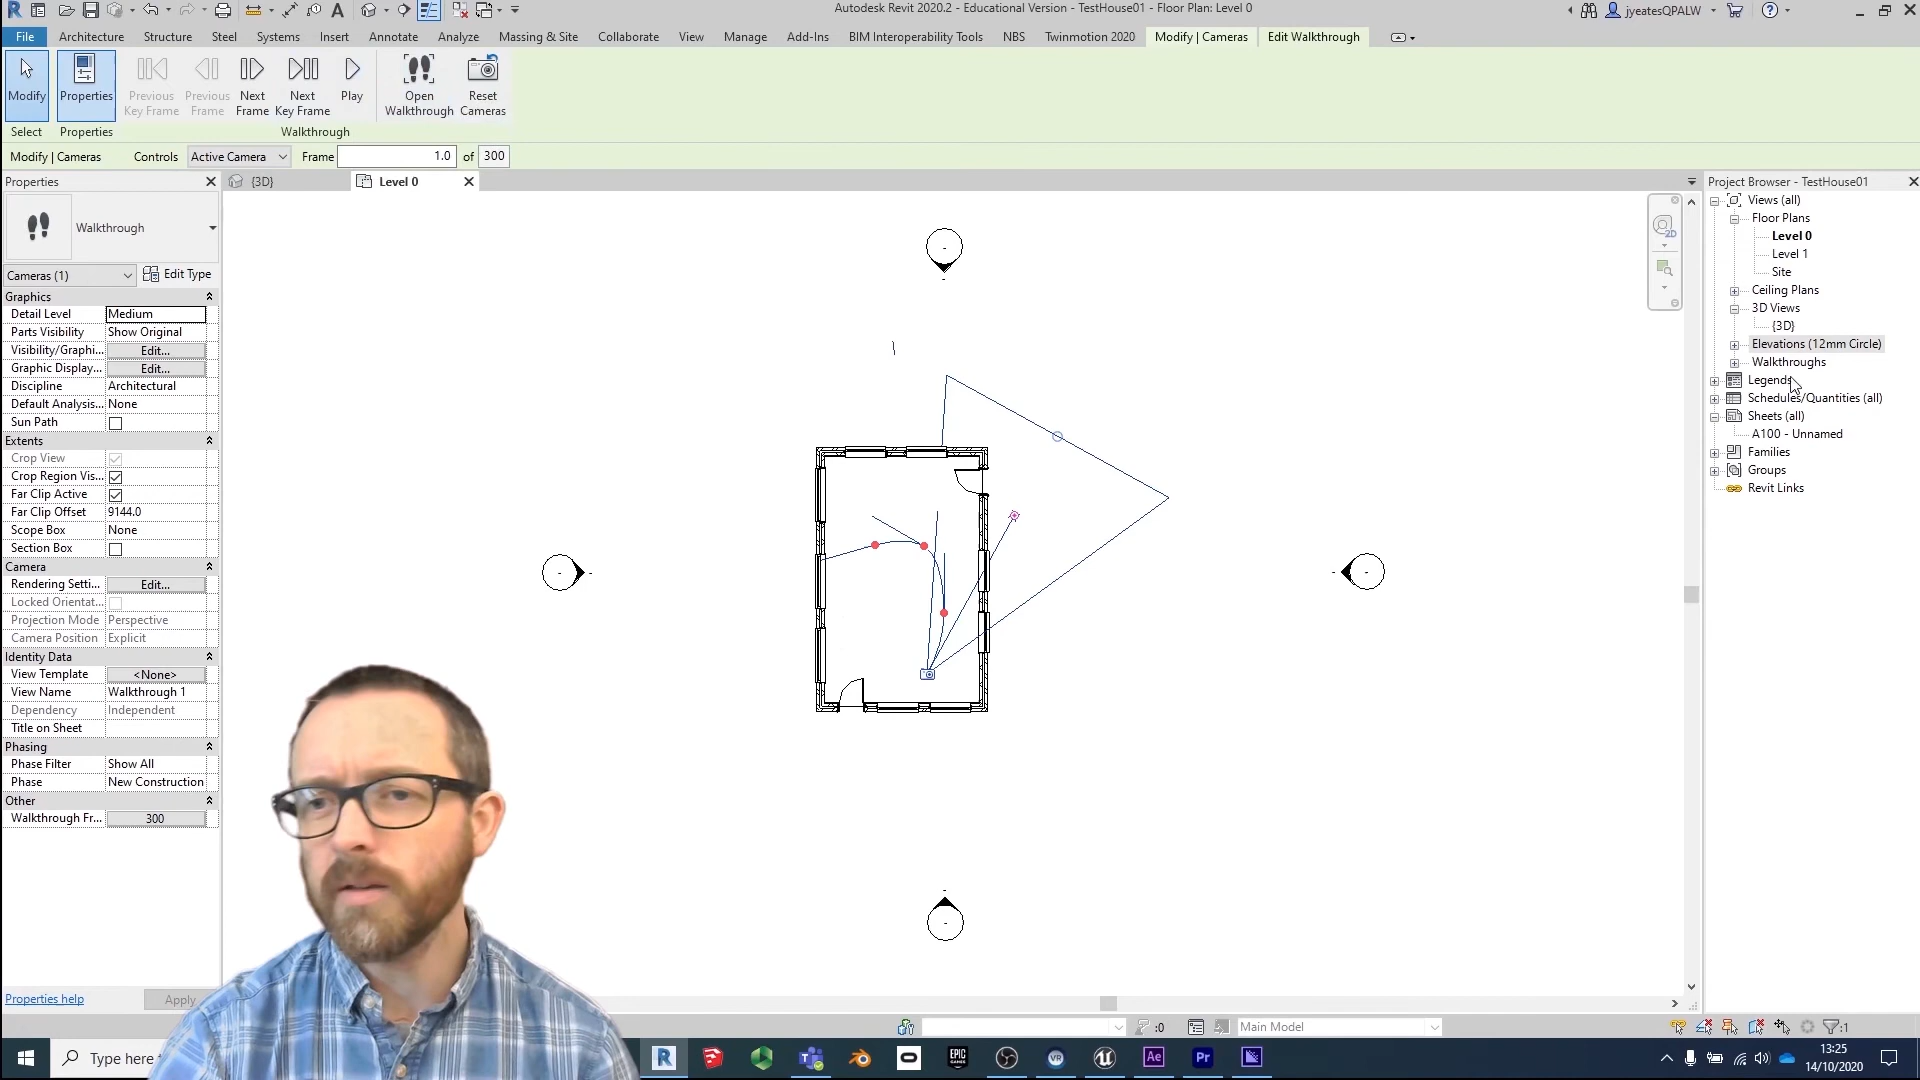 Autodesk Revit 2020.2 - Educational Version - TestHouse01 - Floor Plan: Level 0
jyeatesQPALW
File Architecture Structure Steel Systems Insert Annotate Analyze Massing & Site Collaborate View Manage Add-Ins BIM Interoperability Tools NBS Twinmotion 2020 Modify | Cameras Edit Walkthrough
Modify Properties Previous Key Frame Previous Frame Next Frame Next Key Frame Play Open Walkthrough Reset Cameras
Select Properties Walkthrough
Modify | Cameras Controls Active Camera Frame 1.0 of 300
Properties
{3D} Level 0
Walkthrough
Cameras (1) Edit Type
Graphics
Detail Level Medium
Parts Visibility Show Original
Visibility/Graphi... Edit...
Graphic Display... Edit...
Discipline Architectural
Default Analysis... None
Sun Path
Extents
Crop View
Crop Region Vis...
Far Clip Active
Far Clip Offset 9144.0
Scope Box None
Section Box
Camera
Rendering Setti... Edit...
Locked Orientat...
Projection Mode Perspective
Camera Position Explicit
Identity Data
View Template <None>
View Name Walkthrough 1
Dependency Independent
Title on Sheet
Phasing
Phase Filter Show All
Phase New Construction
Other
Walkthrough Fr... 300
Properties help Apply
2D
Project Browser - TestHouse01
Views (all)
Floor Plans
Level 0
Level 1
Site
Ceiling Plans
3D Views
{3D}
Elevations (12mm Circle)
Walkthroughs
Legends
Schedules/Quantities (all)
Sheets (all)
A100 - Unnamed
Families
Groups
Revit Links
:0 Main Model :1
Type here
R EPIC GAMES VR Ae Pr
13:25
14/10/2020